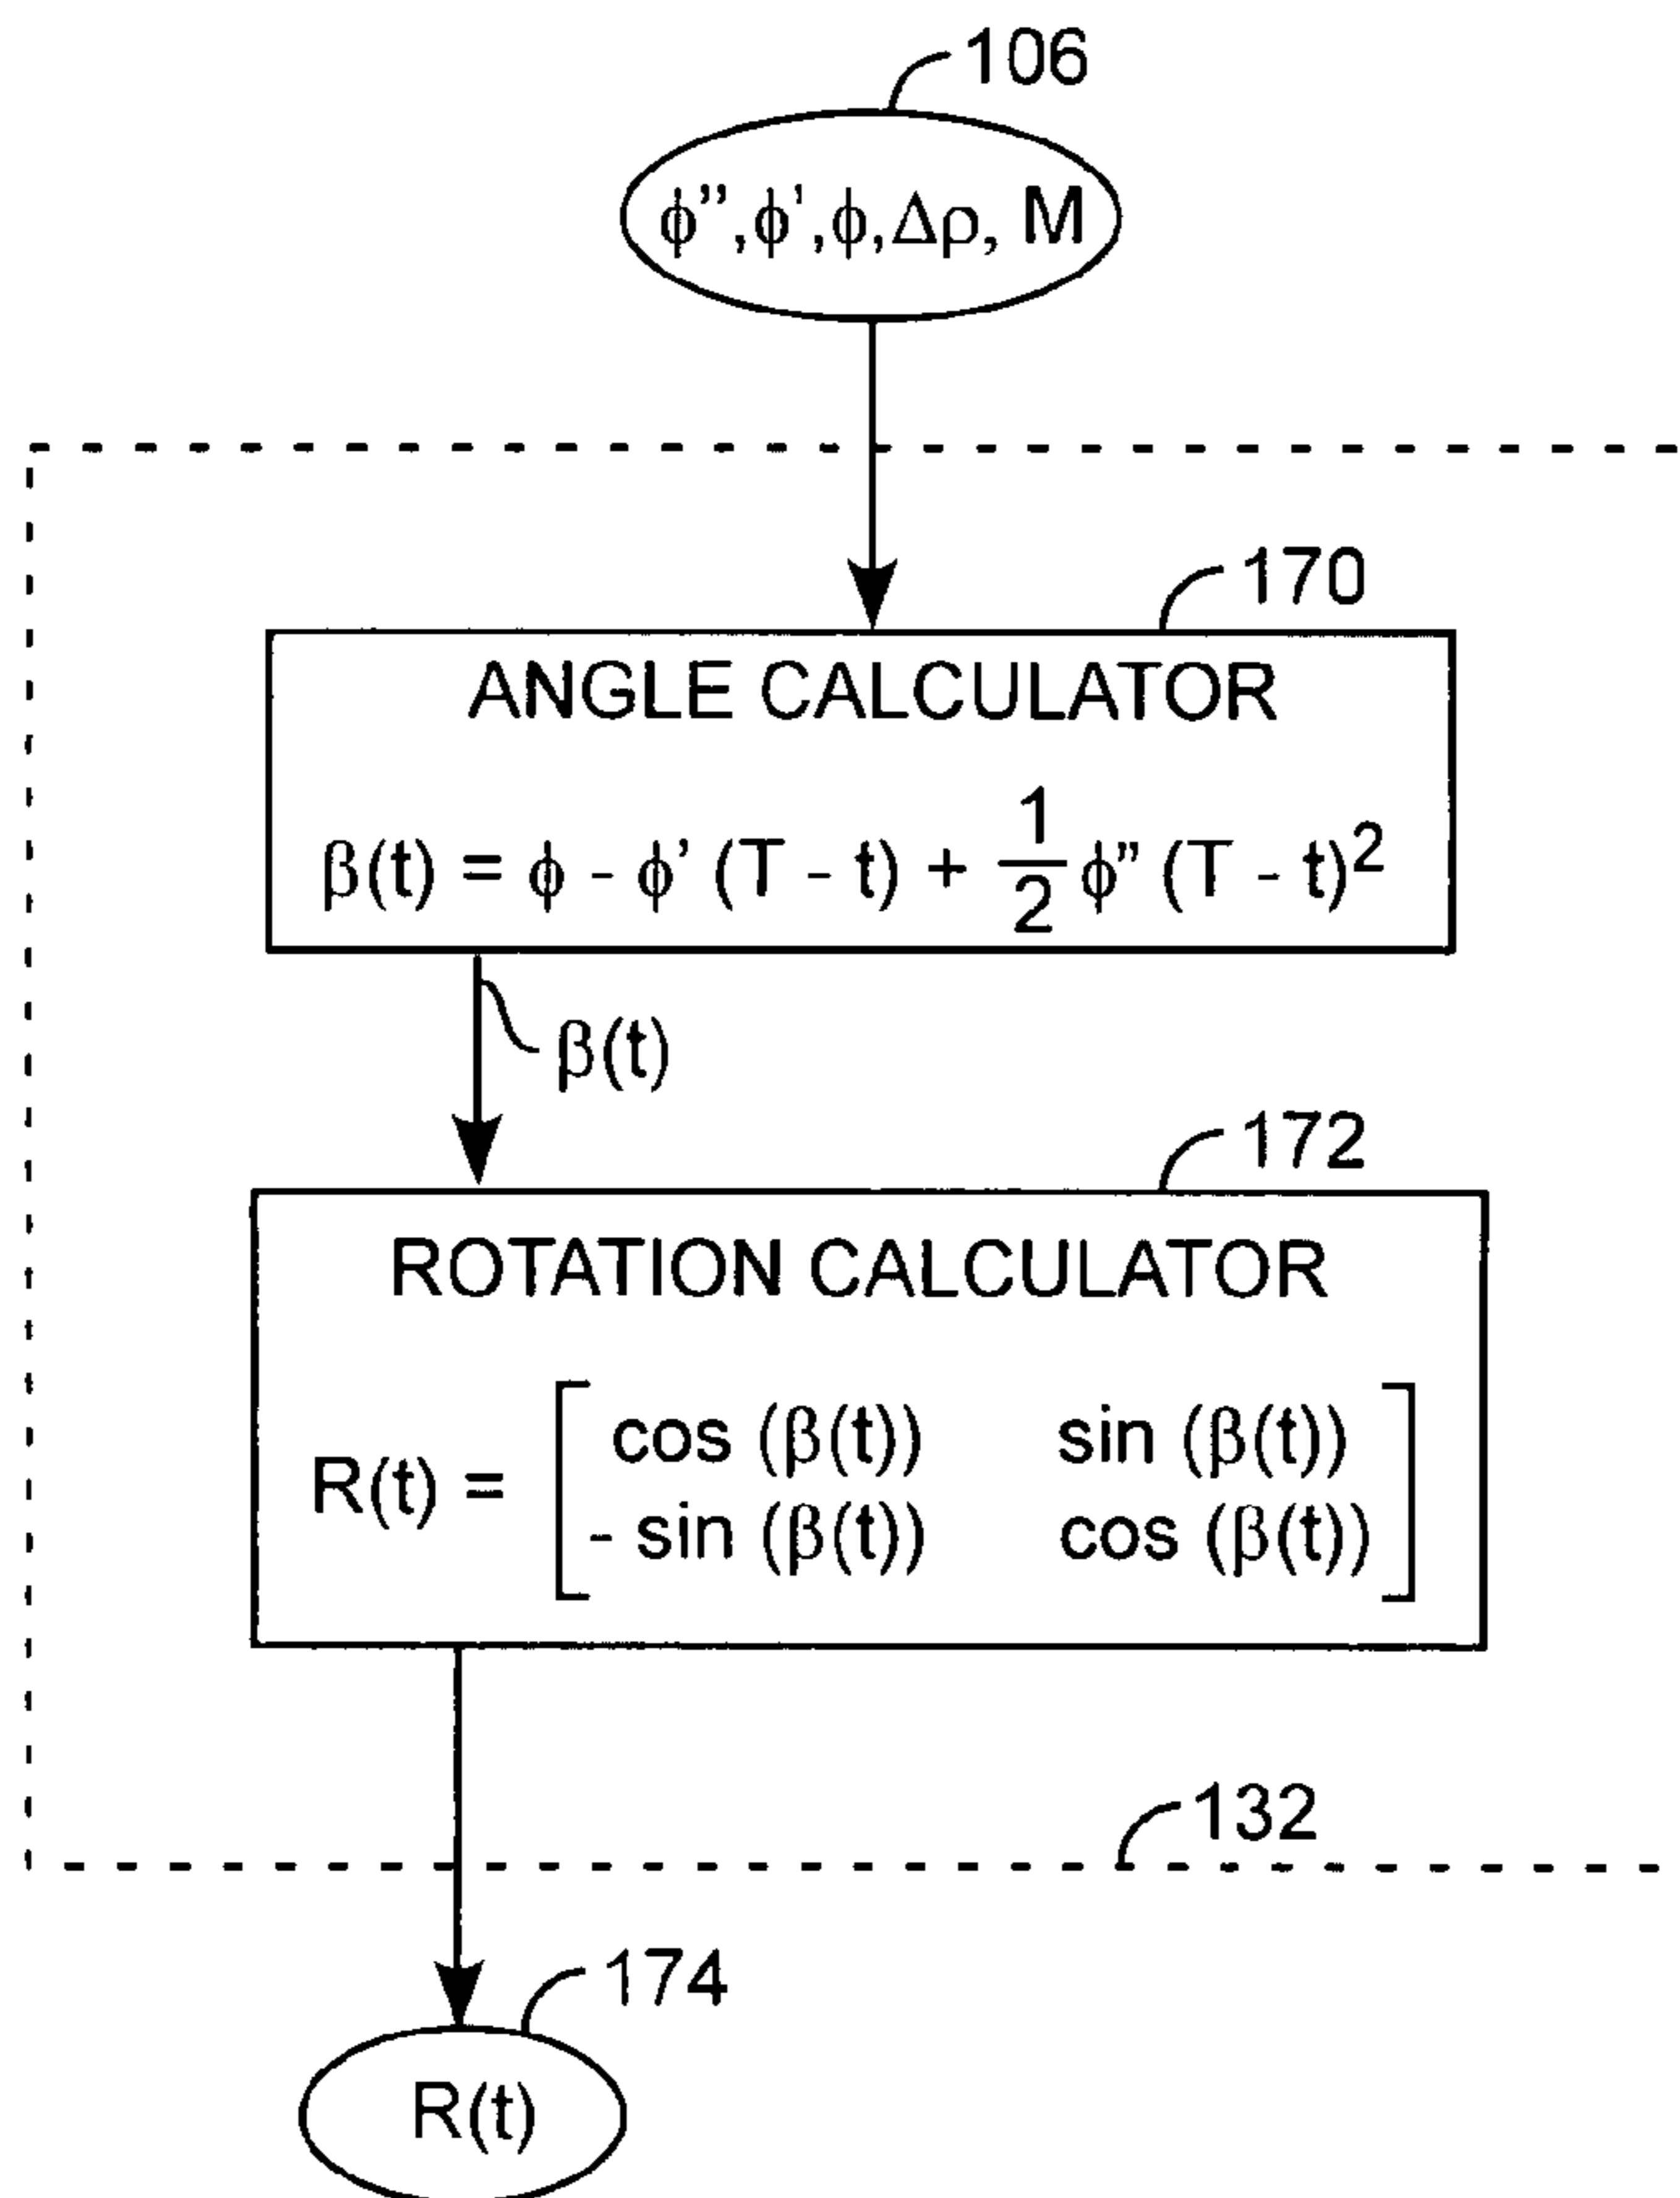 106
ϕ'',ϕ',ϕ,Δρ, M
170
ANGLE CALCULATOR
β(t) = ϕ - ϕ' (T - t) + 1/2 ϕ'' (T - t)²
β(t)
172
ROTATION CALCULATOR
R(t) = [ cos (β(t)) sin (β(t))
- sin (β(t)) cos (β(t)) ]
132
174
R(t)